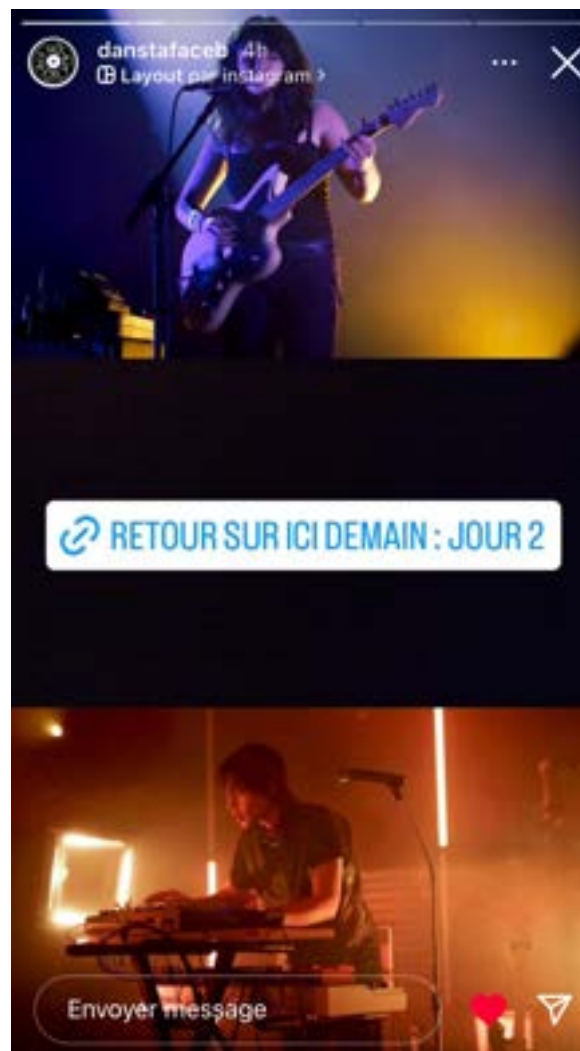 danstafaceb 4h
Layout par instagram >
RETOUR SUR ICI DEMAIN : JOUR 2
Envoyer message